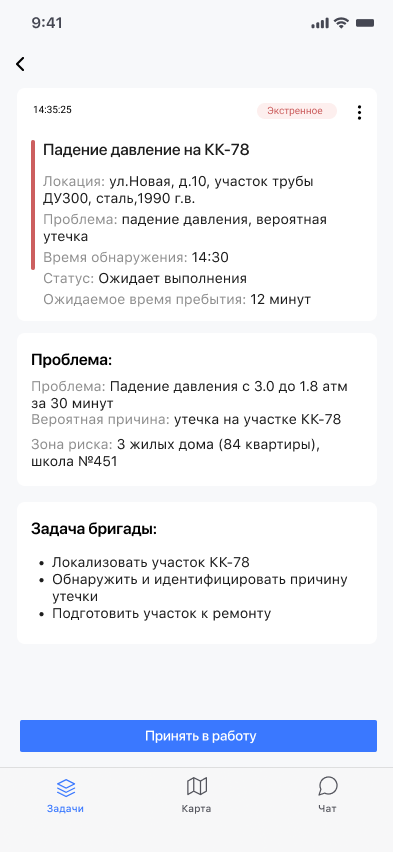 9:41
14:35:25
Экстренное
Падение давление на КК-78
Локация: ул.Новая, д.10, участок трубы
ДУ300, сталь,1990 г.в.
Проблема: падение давления, вероятная
утечка
Время обнаружения: 14:30
Статус: Ожидает выполнения
Ожидаемое время пребытия: 12 минут
Проблема:
Проблема: Падение давления с 3.0 до 1.8 атм
за 30 минут
Вероятная причина: утечка на участке КК-78
Зона риска: 3 жилых дома (84 квартиры),
школа №451
Задача бригады:
• Локализовать участок КК-78
• Обнаружить и идентифицировать причину
утечки
• Подготовить участок к ремонту
Принять в работу
Задачи
Карта
Чат